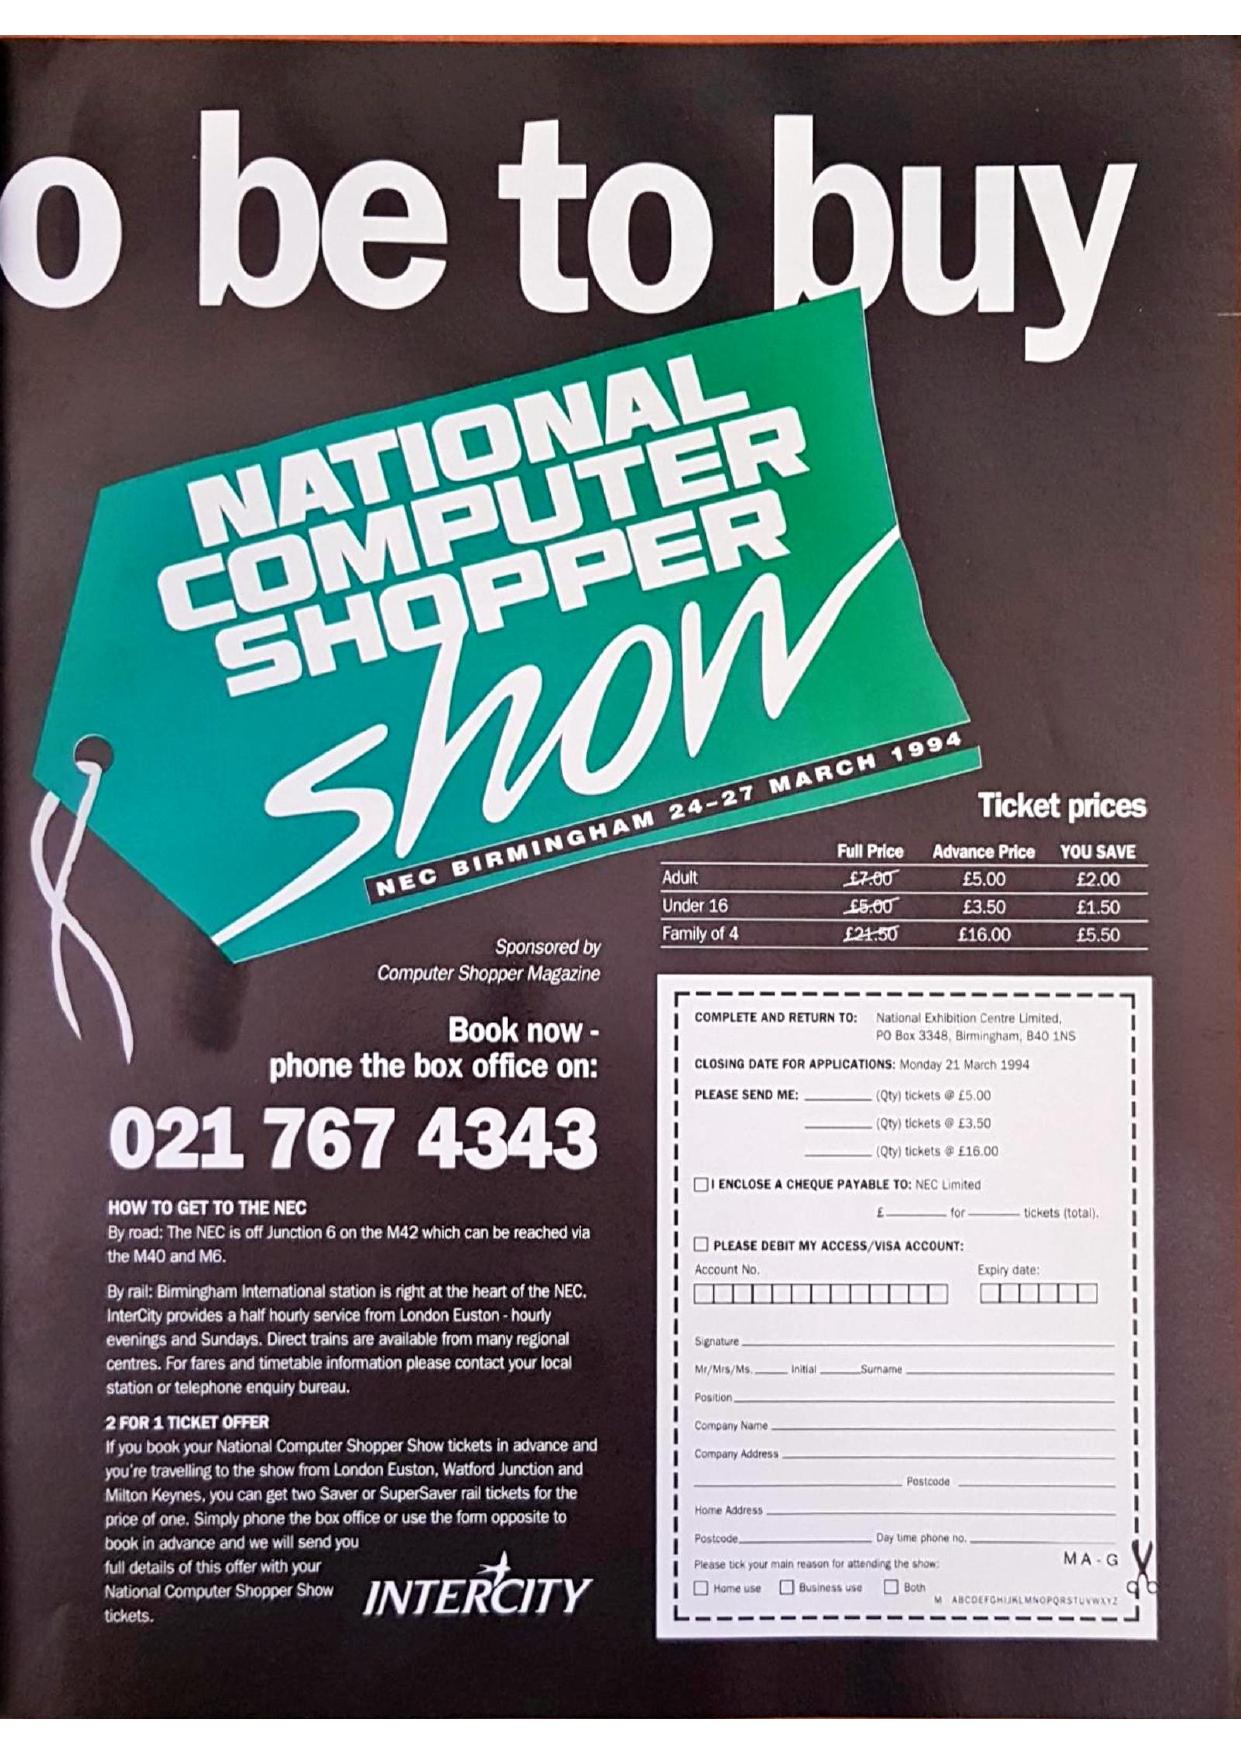 o be to buy
NATIONAL
COMPUTER
SHOPPER
show
NEC BIRMINGHAM 24-27 MARCH 1994
Sponsored by
Computer Shopper Magazine
Book now -
phone the box office on:
021 767 4343
HOW TO GET TO THE NEC
By road: The NEC is off Junction 6 on the M42 which can be reached via
the M40 and M6.
By rail: Birmingham International station is right at the heart of the NEC.
InterCity provides a half hourly service from London Euston - hourly
evenings and Sundays. Direct trains are available from many regional
centres. For fares and timetable information please contact your local
station or telephone enquiry bureau.
2 FOR 1 TICKET OFFER
If you book your National Computer Shopper Show tickets in advance and
you're travelling to the show from London Euston, Watford Junction and
Milton Keynes, you can get two Saver or SuperSaver rail tickets for the
price of one. Simply phone the box office or use the form opposite to
book in advance and we will send you
full details of this offer with your
National Computer Shopper Show
tickets.
INTERCITY
Ticket prices
Full Price Advance Price YOU SAVE
Adult £7.00 £5.00 £2.00
Under 16 £5.00 £3.50 £1.50
Family of 4 £21.50 £16.00 £5.50
COMPLETE AND RETURN TO: National Exhibition Centre Limited,
PO Box 3348, Birmingham, B40 1NS
CLOSING DATE FOR APPLICATIONS: Monday 21 March 1994
PLEASE SEND ME: (Qty) tickets @ £5.00
(Qty) tickets @ £3.50
(Qty) tickets @ £16.00
I ENCLOSE A CHEQUE PAYABLE TO: NEC Limited
£ for tickets (total).
PLEASE DEBIT MY ACCESS/VISA ACCOUNT:
Account No. Expiry date:
Signature
Mr/Mrs/Ms. Initial Surname
Position
Company Name
Company Address
Postcode
Home Address
Postcode Day time phone no.
Please tick your main reason for attending the show: MA-G
Home use Business use Both
M ABCDEFGHIJKLMNOPQRSTUVWXYZ